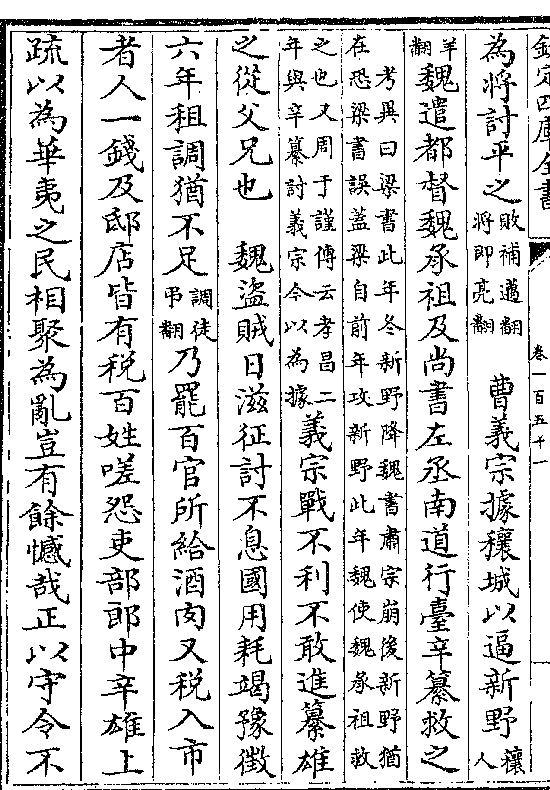 欽定四庫全書
卷一百五十一
為將討平之敗補邁翻將即亮翻 曹義宗據穰城以逼新野穰人
羊翻魏遣都督魏承祖及尚書左丞南道行臺辛纂救之
考異曰梁書此年冬新野降魏書肅宗崩後新野猶
在恐梁書誤蓋梁自前年攻新野此年魏使魏承祖救
之也又周于謹傳云孝昌二
年與辛纂討義宗今以為據義宗戰不利不敢進纂雄
之從父兄也 魏盜賊日滋征討不息國用耗竭豫徵
六年租調猶不足調徒弔翻乃罷百官所給酒肉又税入市
者人一錢及邸店皆有税百姓嗟怨吏部郎中辛雄上
疏以為華夷之民相聚為亂豈有餘憾哉正以守令不